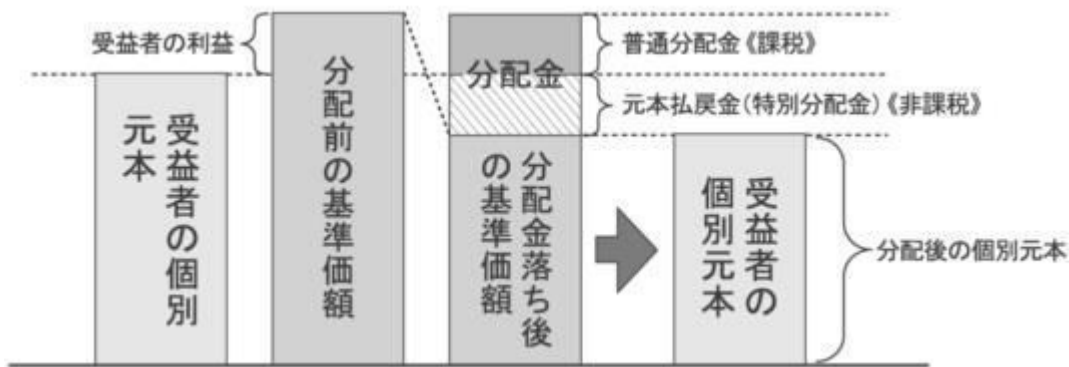 受益者の利益
受益者の個別
元本
分配前の基準価額
分配金
分配金落ち後
の基準価額
普通分配金《課税》
元本払戻金(特別分配金)《非課税》
受益者の
個別元本
分配後の個別元本